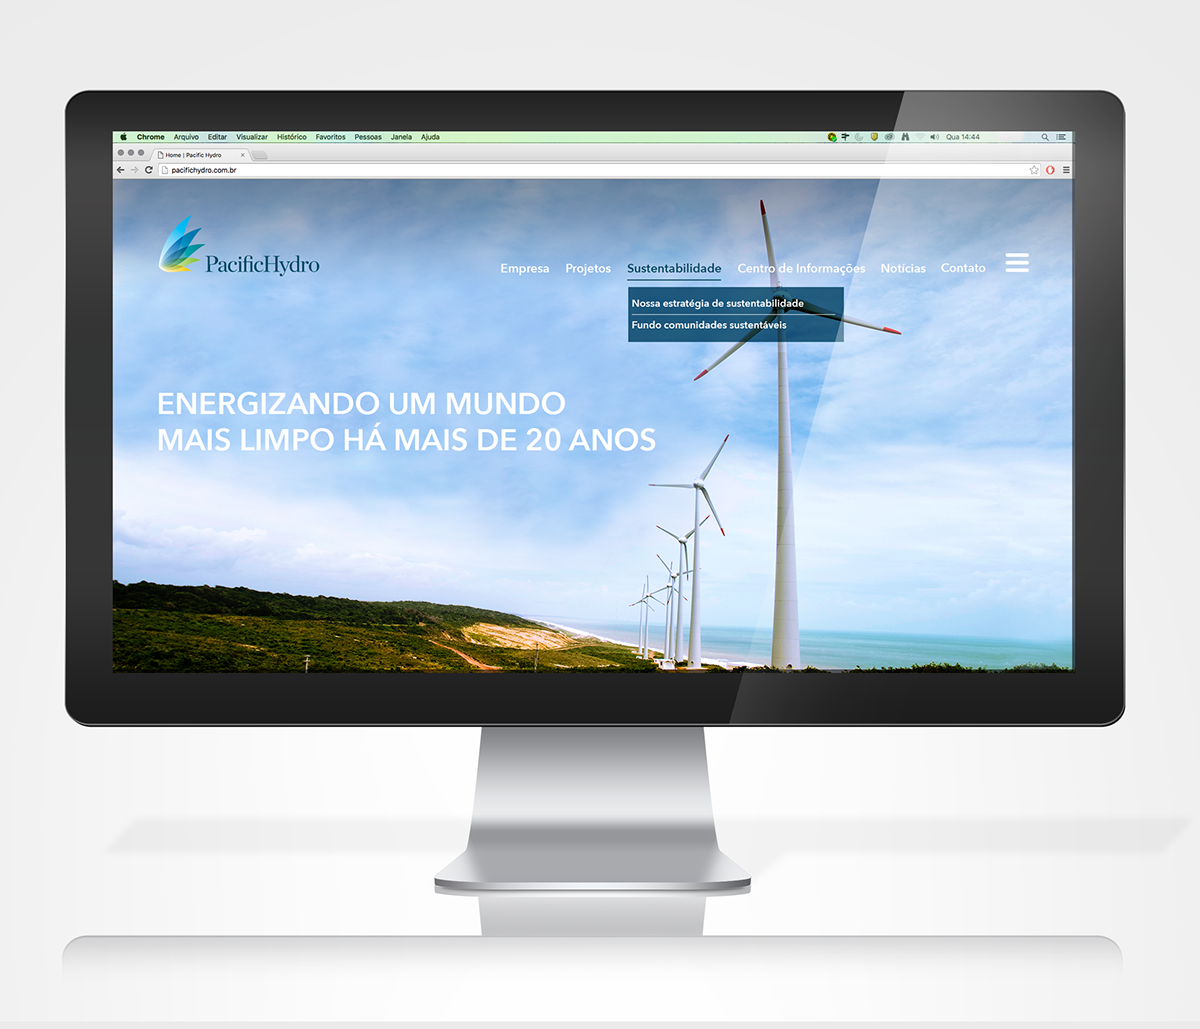 Chrome Arquivo Editar Visualizar Histórico Favoritos Pessoas Janela Ajuda Qua 14:44
Home | Pacific Hydro
pacifichydro.com.br
PacificHydro
Empresa Projetos Sustentabilidade Centro de Informações Notícias Contato
Nossa estratégia de sustentabilidade
Fundo comunidades sustentáveis
ENERGIZANDO UM MUNDO
MAIS LIMPO HÁ MAIS DE 20 ANOS